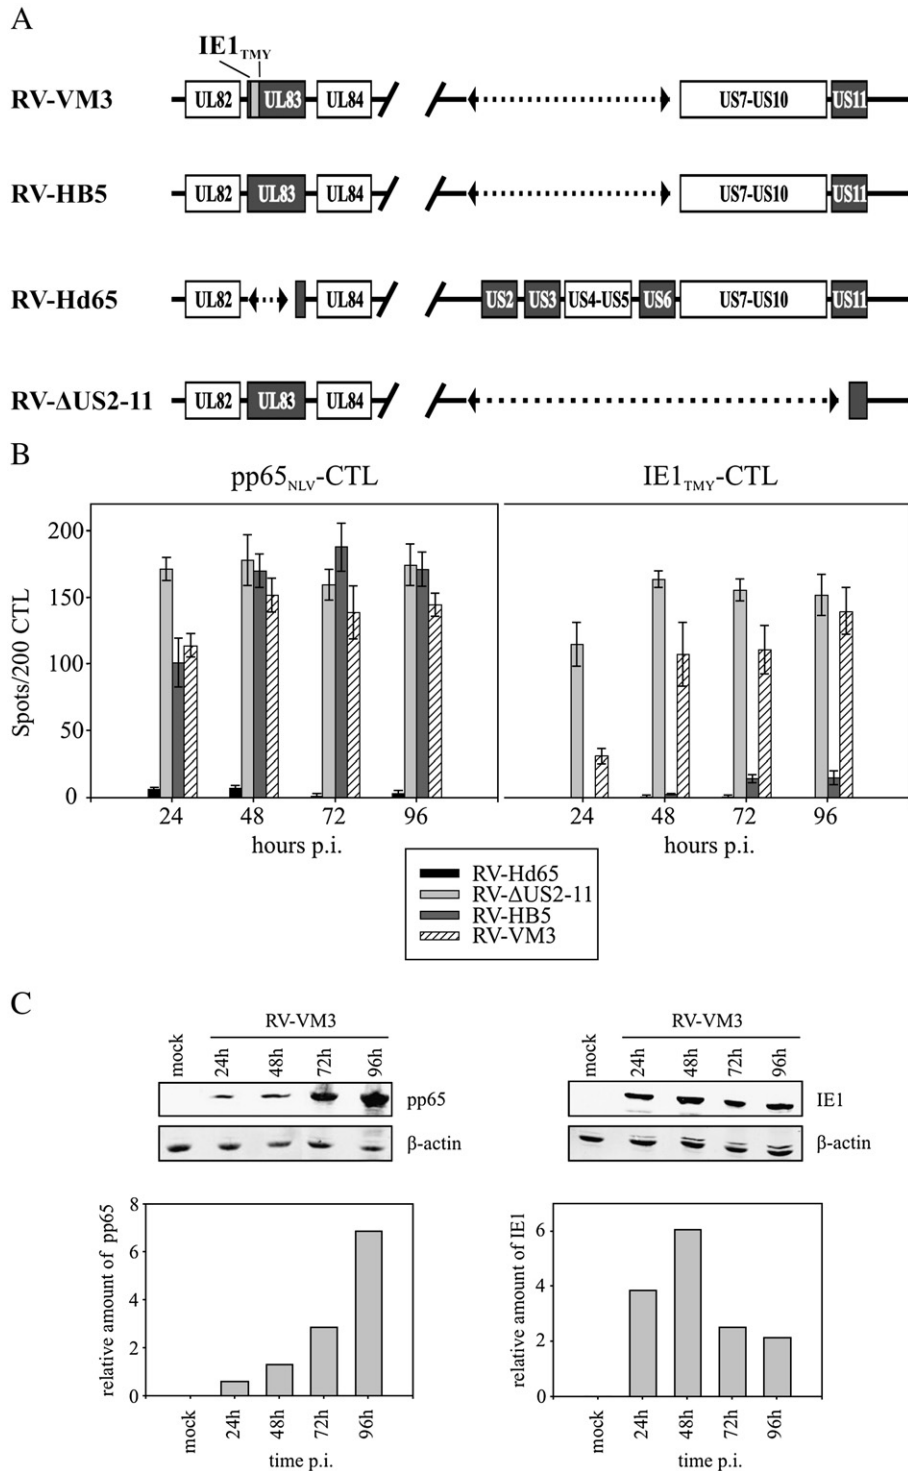 A
IE1TMY
RV-VM3 UL82 UL83 UL84 US7-US10 US11
RV-HB5 UL82 UL83 UL84 US7-US10 US11
RV-Hd65 UL82 UL84 US2 US3 US4-US5 US6 US7-US10 US11
RV-ΔUS2-11 UL82 UL83 UL84
B
pp65NLV-CTL IE1TMY-CTL
Spots/200 CTL
200
150
100
50
0
24 48 72 96 24 48 72 96
hours p.i. hours p.i.
RV-Hd65
RV-ΔUS2-11
RV-HB5
RV-VM3
C
RV-VM3 RV-VM3
mock 24h 48h 72h 96h mock 24h 48h 72h 96h
pp65 IE1
β-actin β-actin
relative amount of pp65
8
6
4
2
0
mock 24h 48h 72h 96h
time p.i.
relative amount of IE1
6
4
2
0
mock 24h 48h 72h 96h
time p.i.